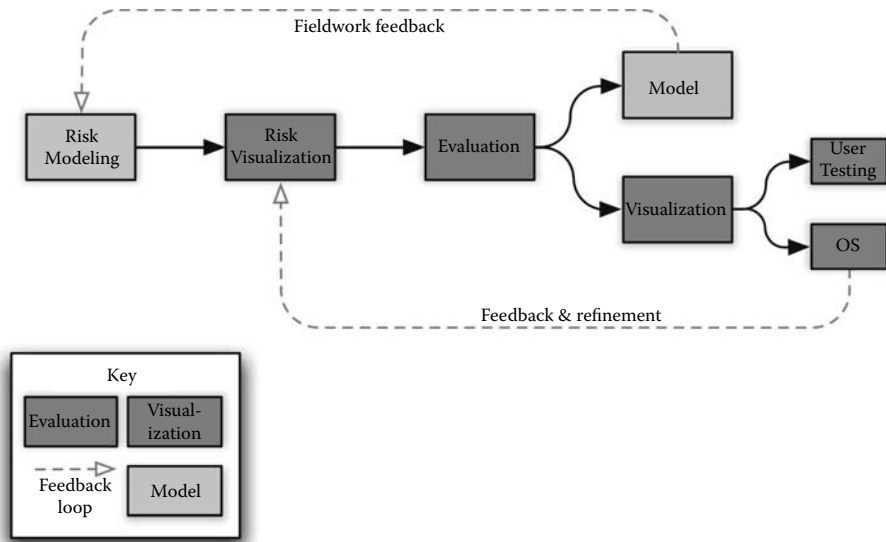 Fieldwork feedback
Model
Risk
Modeling
Risk
Visualization
Evaluation
User
Testing
Visualization
OS
Feedback & refinement
Key
Evaluation
Visual-
ization
Feedback
loop
Model